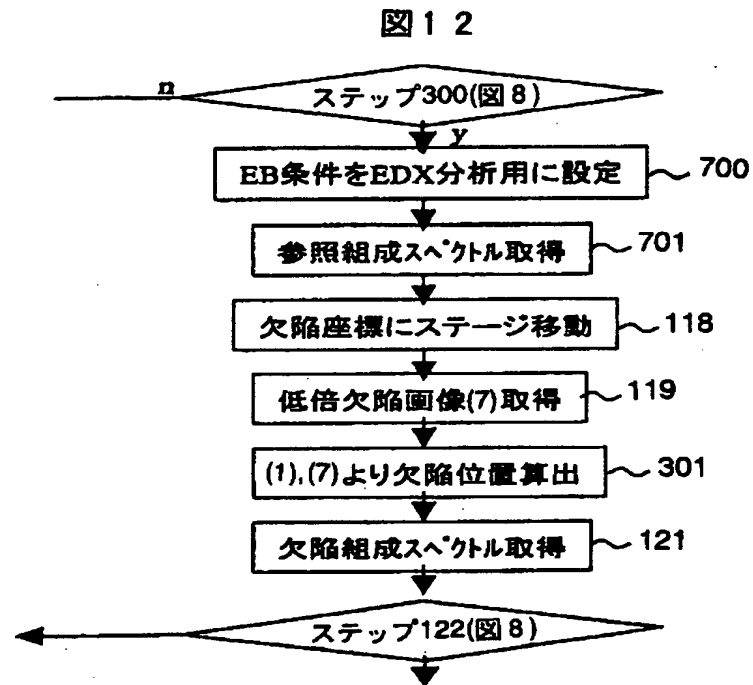 図12
n
ステップ300(図8)
y
EB条件をEDX分析用に設定
700
参照組成スペクトル取得
701
欠陥座標にステージ移動
118
低倍欠陥画像(7)取得
119
(1),(7)より欠陥位置算出
301
欠陥組成スペクトル取得
121
ステップ122(図8)